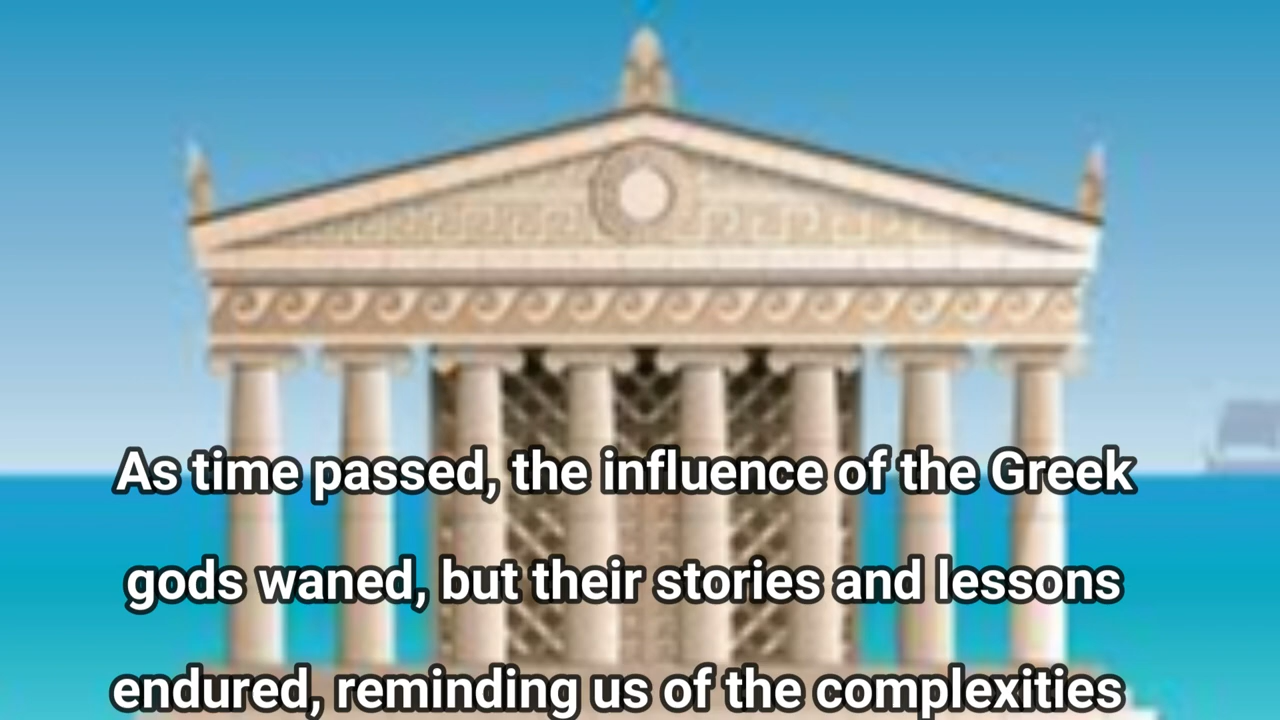 As time passed, the influence of the Greek
gods waned, but their stories and lessons
endured, reminding us of the complexities